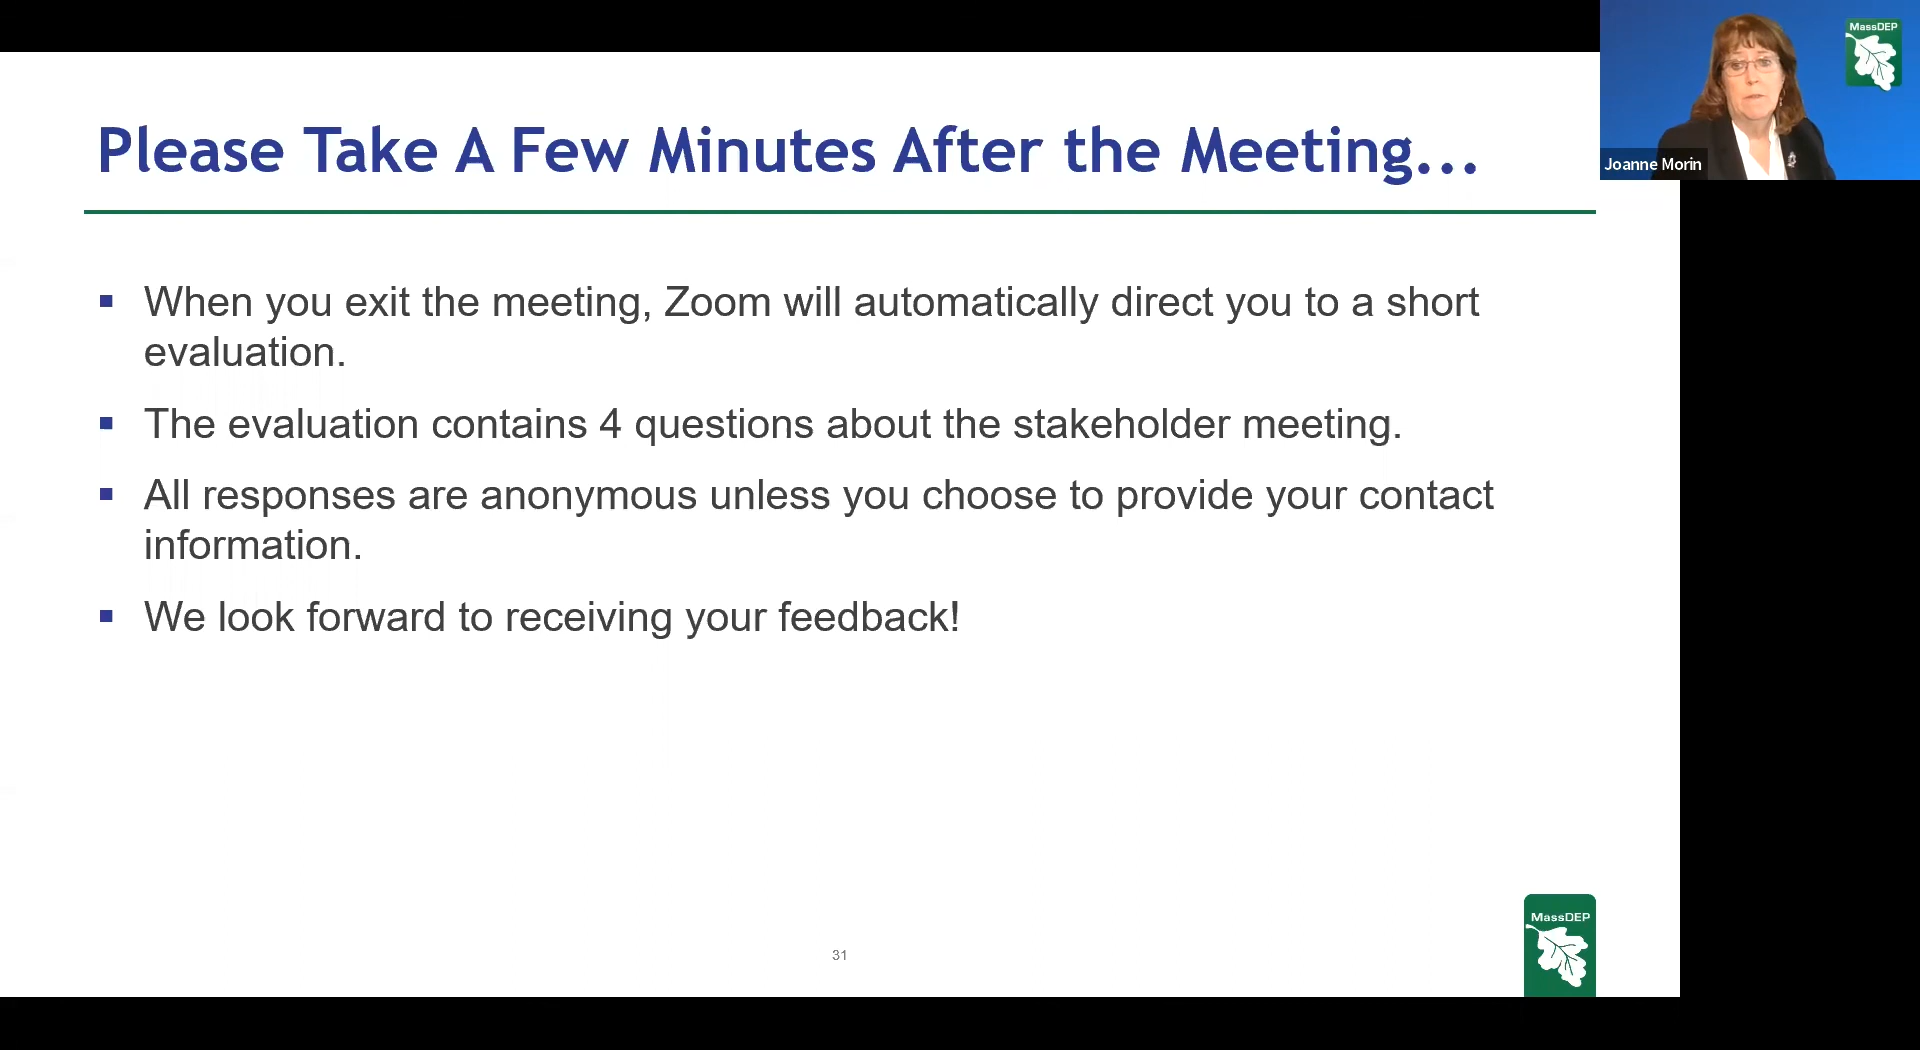 Please Take A Few Minutes After the Meeting...
MassDEP
Joanne Morin
▪ When you exit the meeting, Zoom will automatically direct you to a short
evaluation.
▪ The evaluation contains 4 questions about the stakeholder meeting.
▪ All responses are anonymous unless you choose to provide your contact
information.
▪ We look forward to receiving your feedback!
MassDEP
31